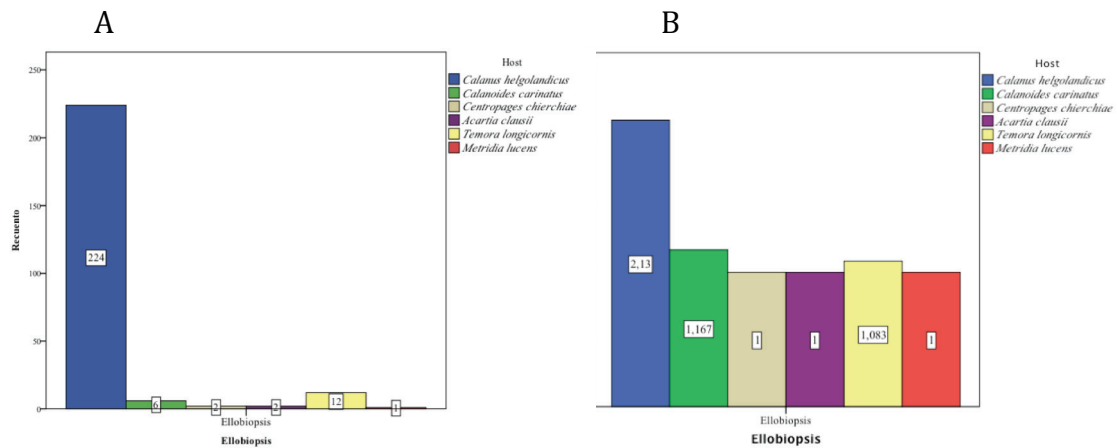 A
Host
Calanus helgolandicus
Calanoides carinatus
Centropages chierchiae
Acartia clausii
Temora longicornis
Metridia lucens
Recuento
250
200
150
100
50
0
224
6
2
2
12
1
Ellobiopsis
Ellobiopsis
B
Host
Calanus helgolandicus
Calanoides carinatus
Centropages chierchiae
Acartia clausii
Temora longicornis
Metridia lucens
2,13
1,167
1
1
1,083
1
Ellobiopsis
Ellobiopsis